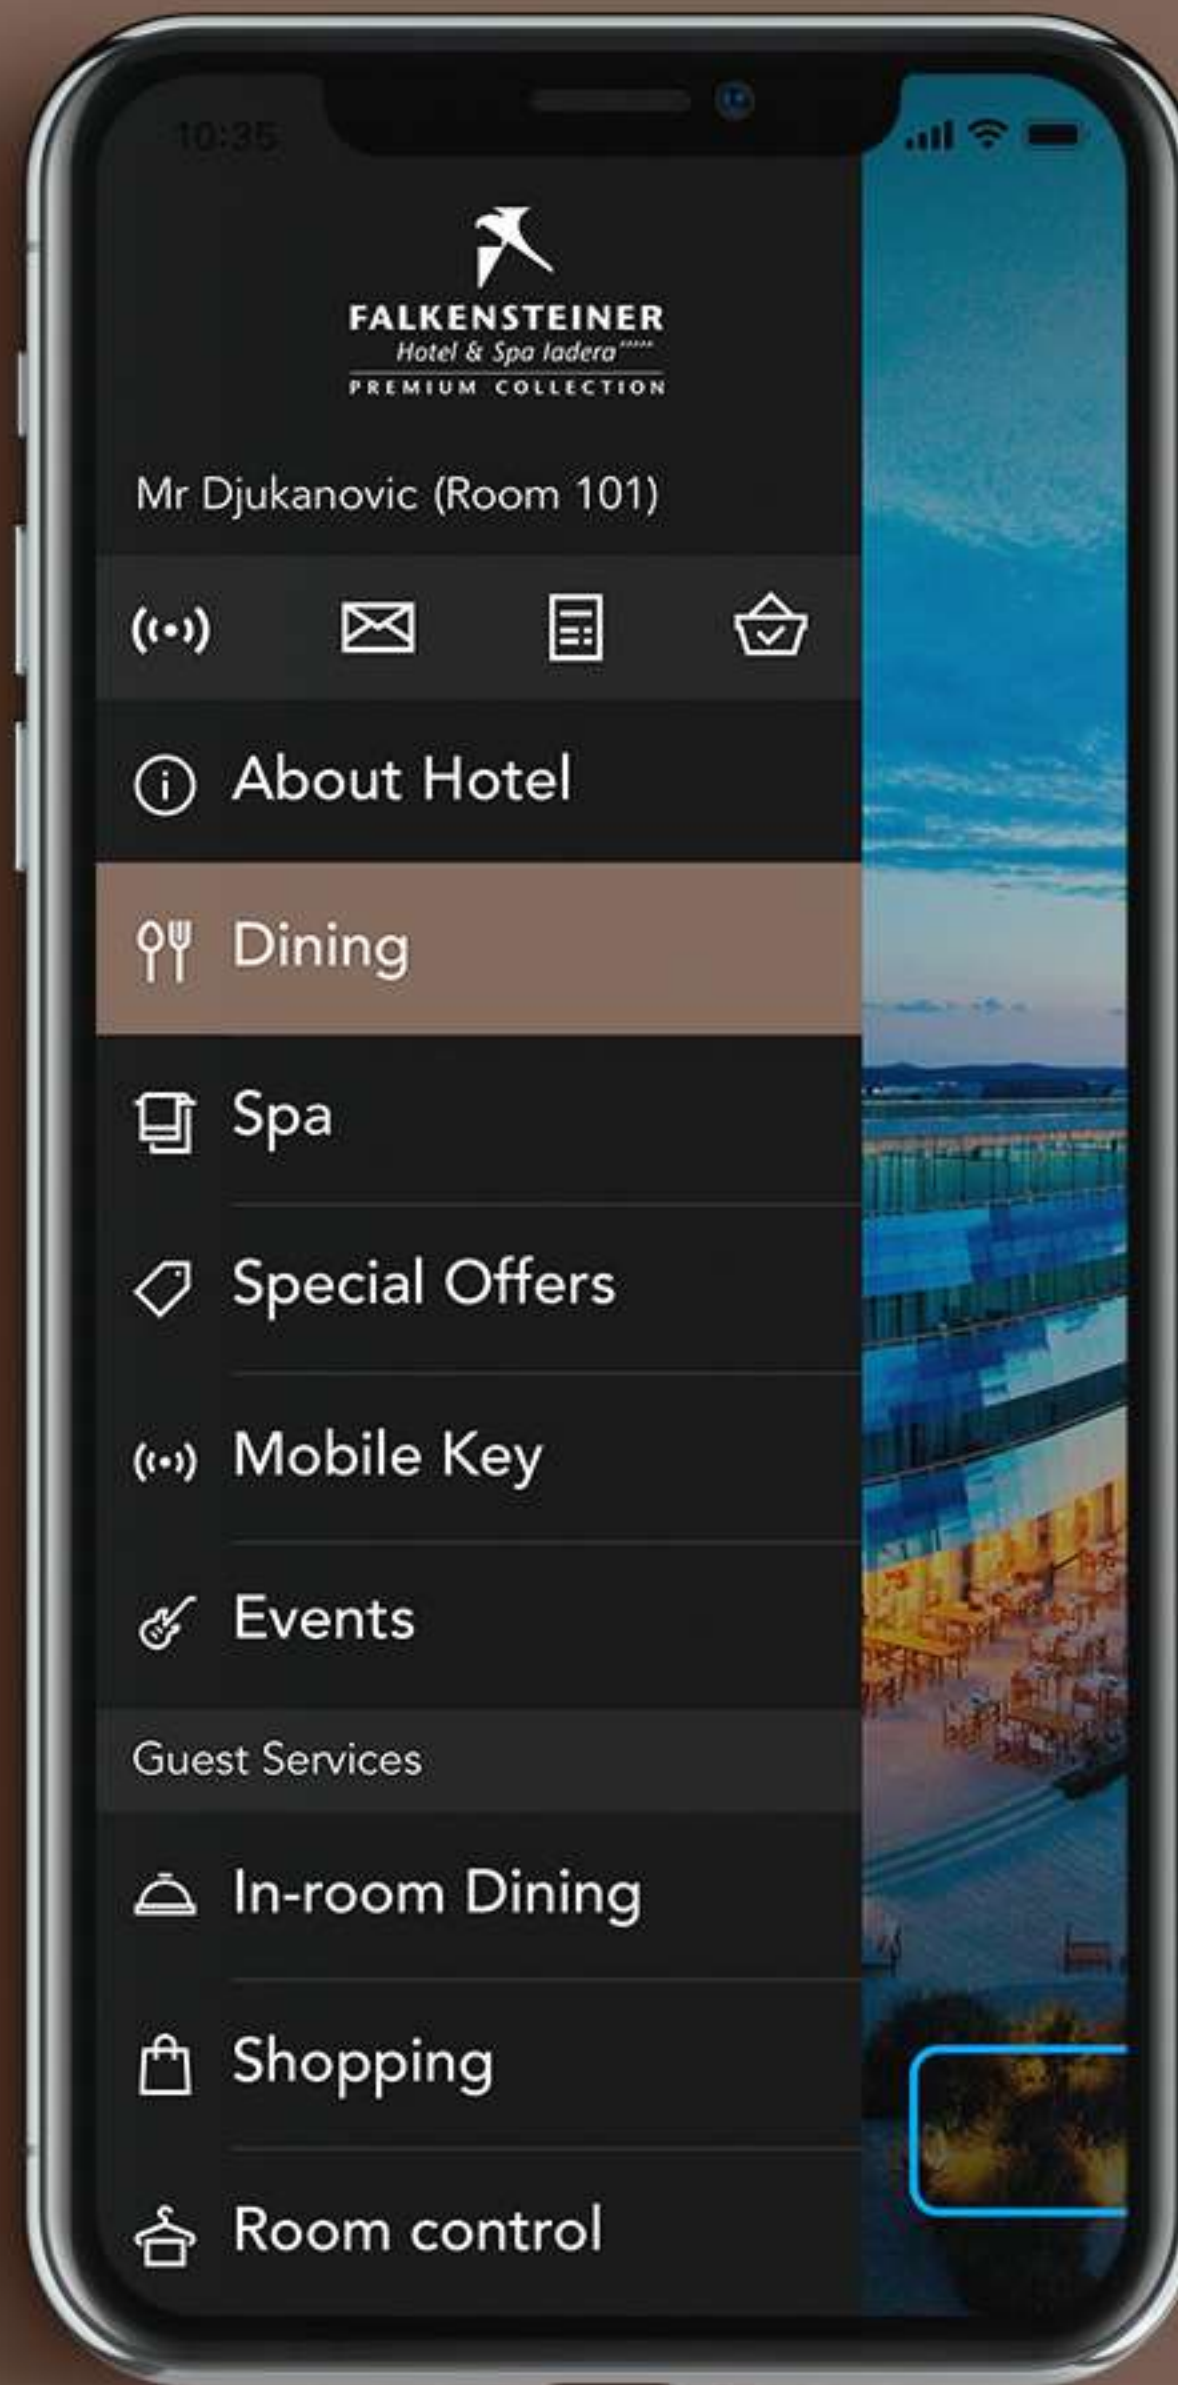 10:35
FALKENSTEINER
Hotel & Spa Iadera
PREMIUM COLLECTION
Mr Djukanovic (Room 101)
About Hotel
Dining
Spa
Special Offers
Mobile Key
Events
Guest Services
In-room Dining
Shopping
Room control